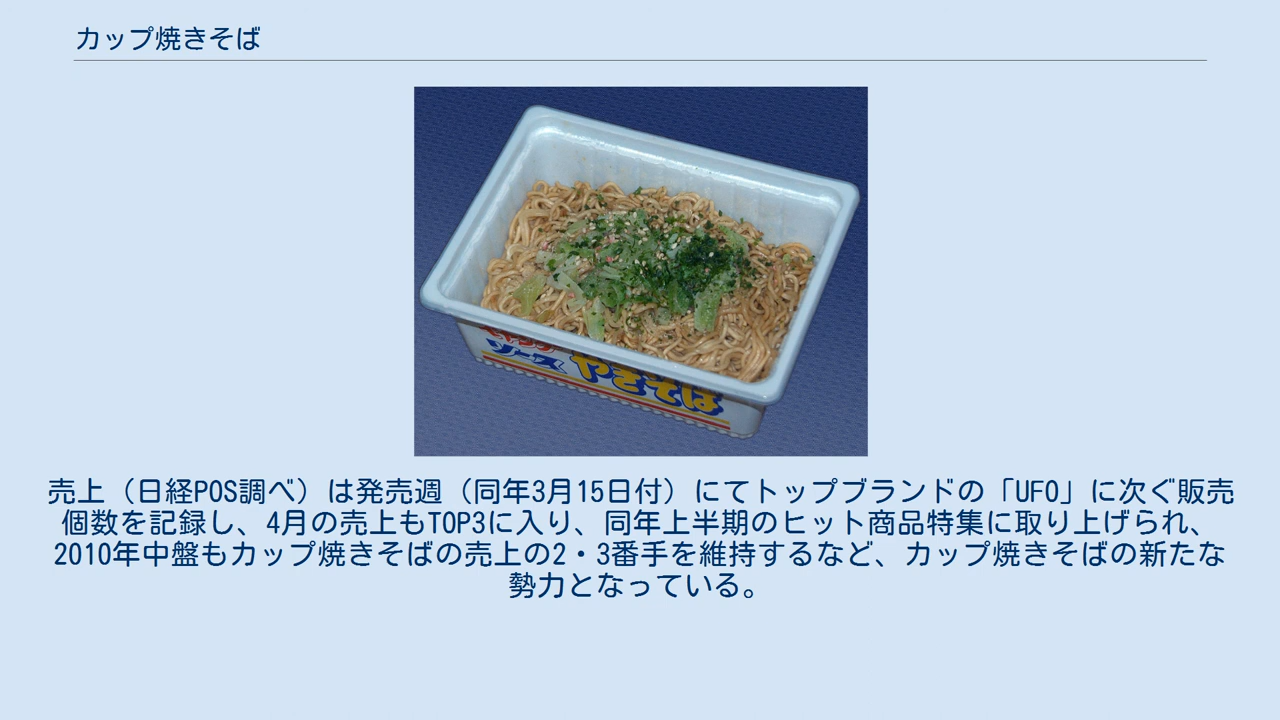 カップ焼きそば
ソース やきそば
売上（日経POS調べ）は発売週（同年3月15日付）にてトップブランドの「UFO」に次ぐ販売
個数を記録し、4月の売上もTOP3に入り、同年上半期のヒット商品特集に取り上げられ、
2010年中盤もカップ焼きそばの売上の2・3番手を維持するなど、カップ焼きそばの新たな
勢力となっている。